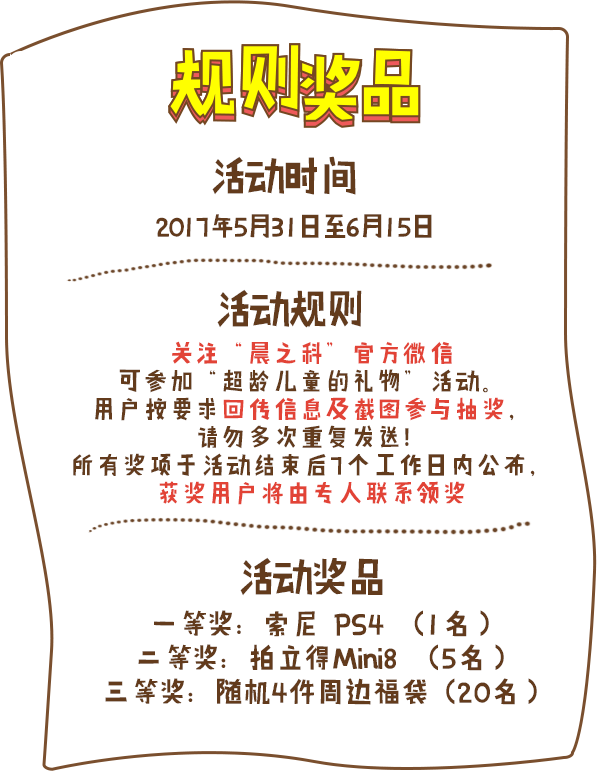 规则奖品
活动时间
2017年5月31日至6月15日
活动规则
关注“晨之科”官方微信
可参加“超龄儿童的礼物”活动。
用户按要求回传信息及截图参与抽奖，
请勿多次重复发送！
所有奖项于活动结束后7个工作日内公布，
获奖用户将由专人联系领奖
活动奖品
一等奖：索尼 PS4 （1名）
二等奖：拍立得Mini8 （5名）
三等奖：随机4件周边福袋（20名）